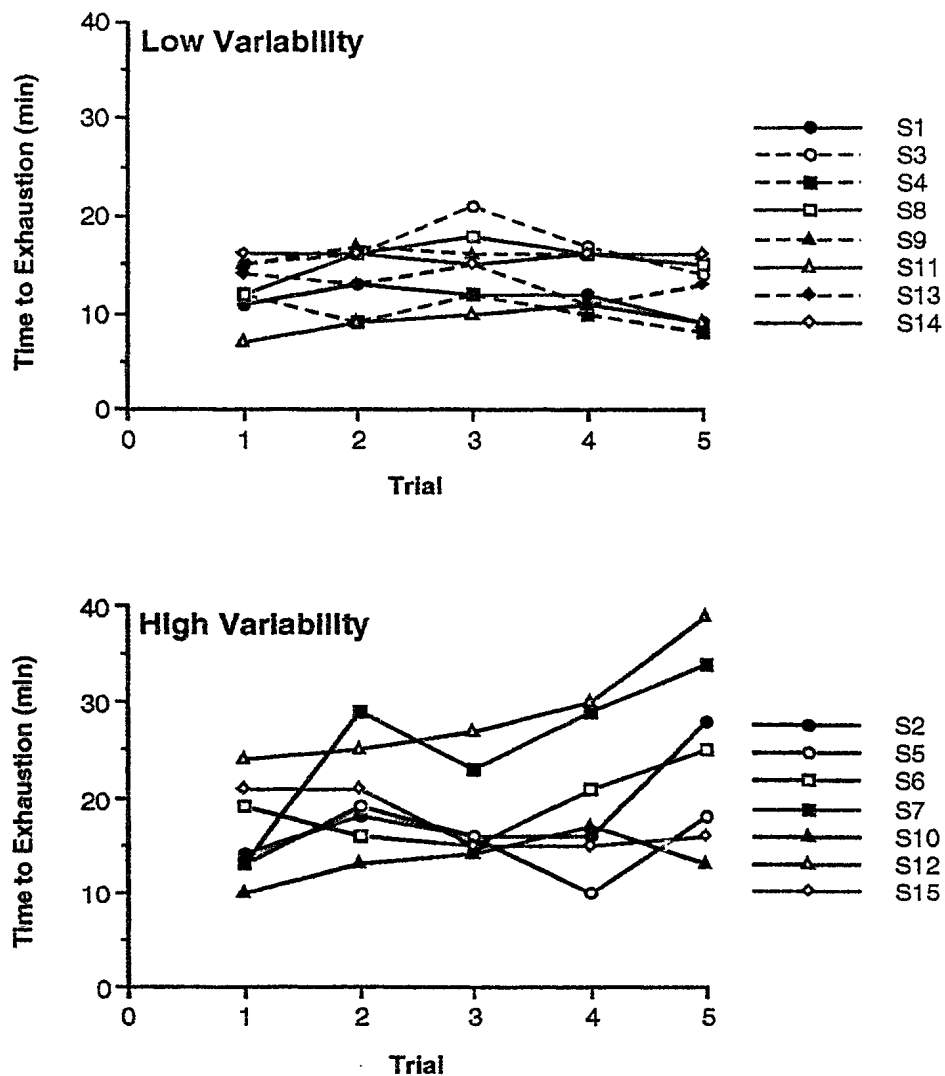 Low Variability
Time to Exhaustion (min)
40
30
20
10
0
0 1 2 3 4 5
Trial
S1
S3
S4
S8
S9
S11
S13
S14
High Variability
Time to Exhaustion (min)
40
30
20
10
0
0 1 2 3 4 5
Trial
S2
S5
S6
S7
S10
S12
S15